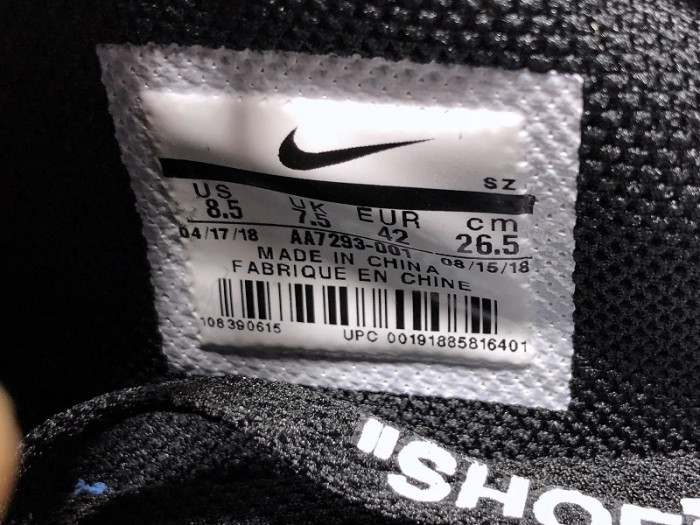 SZ
US UK EUR cm
8.5 7.5 42 26.5
04/17/18 AA7293-001 08/15/18
MADE IN CHINA
FABRIQUE EN CHINE
108390615 UPC 00191885816401
"SHOE